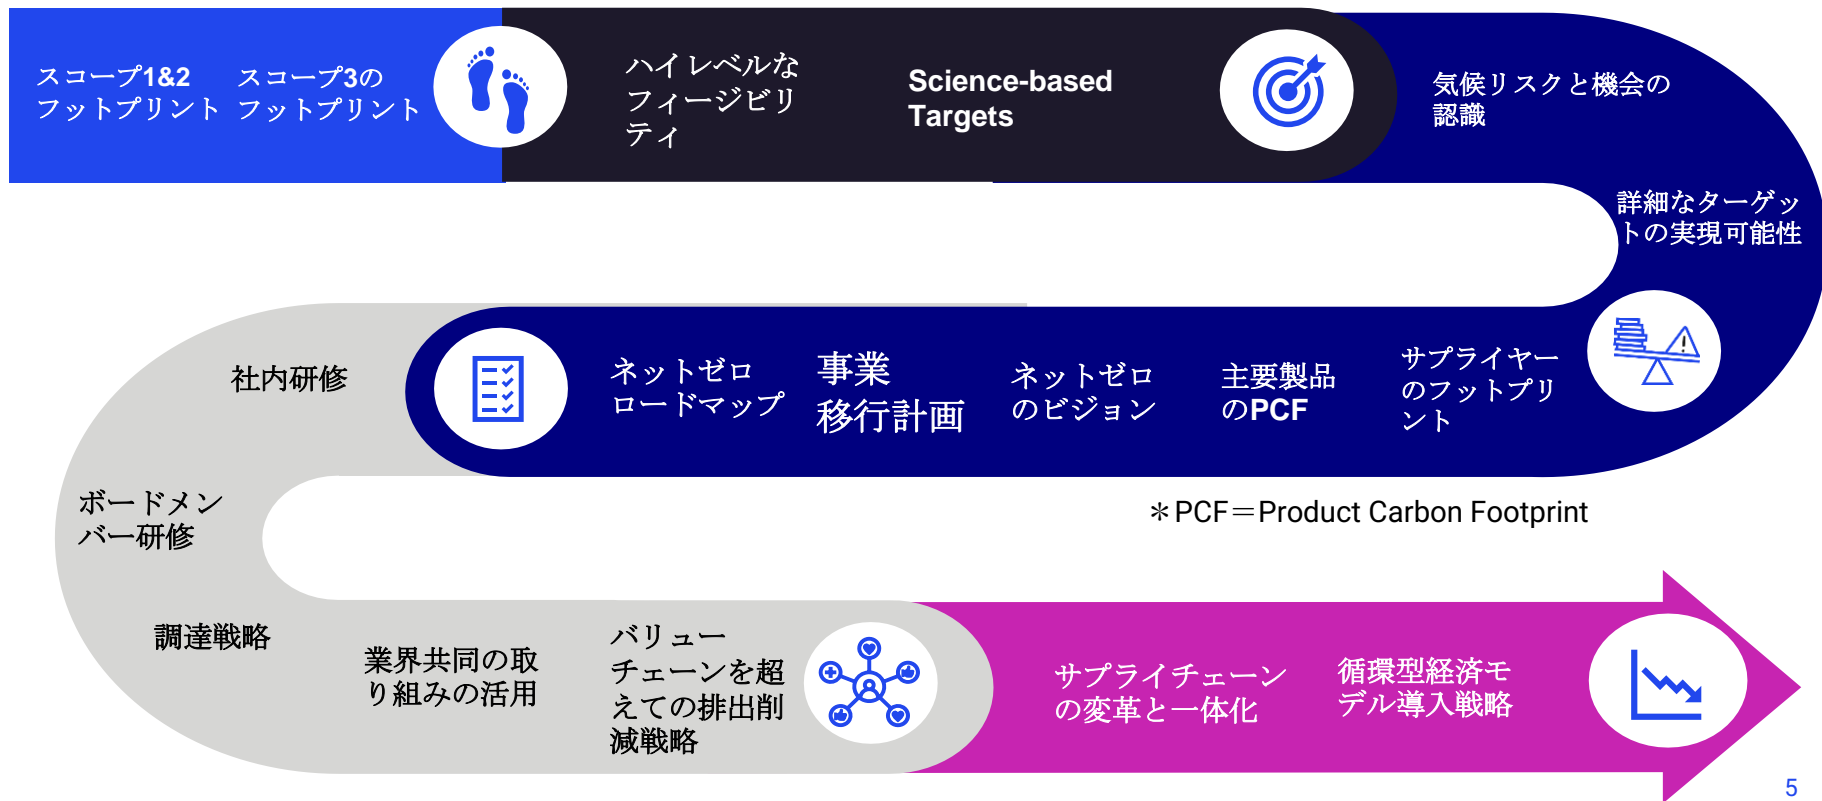 スコープ1&2
フットプリント
スコープ3の
フットプリント
ハイレベルな
フィージビリ
ティ
Science-based
Targets
気候リスクと機会の
認識
詳細なターゲッ
トの実現可能性
サプライヤー
のフットプリ
ント
主要製品
のPCF
ネットゼロ
のビジョン
事業
移行計画
ネットゼロ
ロードマップ
社内研修
ボードメン
バー研修
＊PCF＝Product Carbon Footprint
調達戦略
業界共同の取
り組みの活用
バリュー
チェーンを超
えての排出削
減戦略
サプライチェーン
の変革と一体化
循環型経済モ
デル導入戦略
5